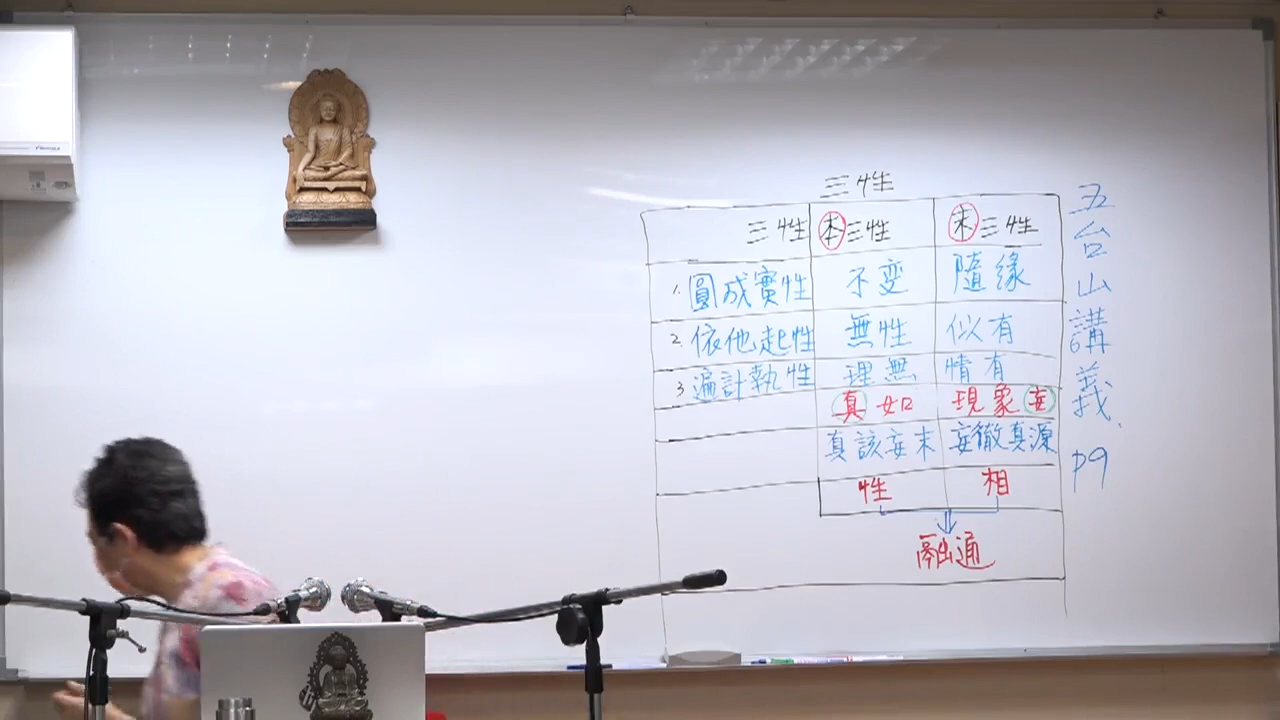 三性
三性 本三性 末三性
1. 圓成實性 不变 隨緣
2. 依他起性 無性 似有
3 遍計執性 理無 情有
真如 現象妄
真該妄末 妄徹真源
性 相
融通
五台山講義 P9